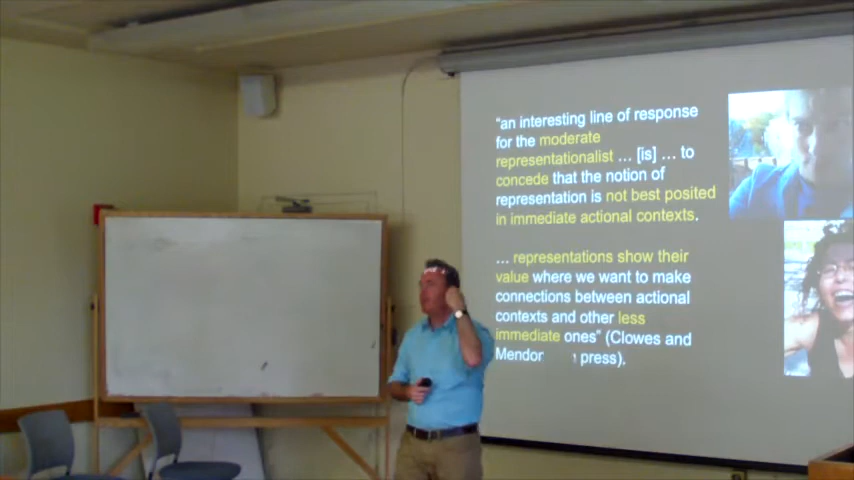 “an interesting line of response
for the moderate
representationalist ... [is] ... to
concede that the notion of
representation is not best posited
in immediate actional contexts.
... representations show their
value where we want to make
connections between actional
contexts and other less
immediate ones” (Clowes and
press).